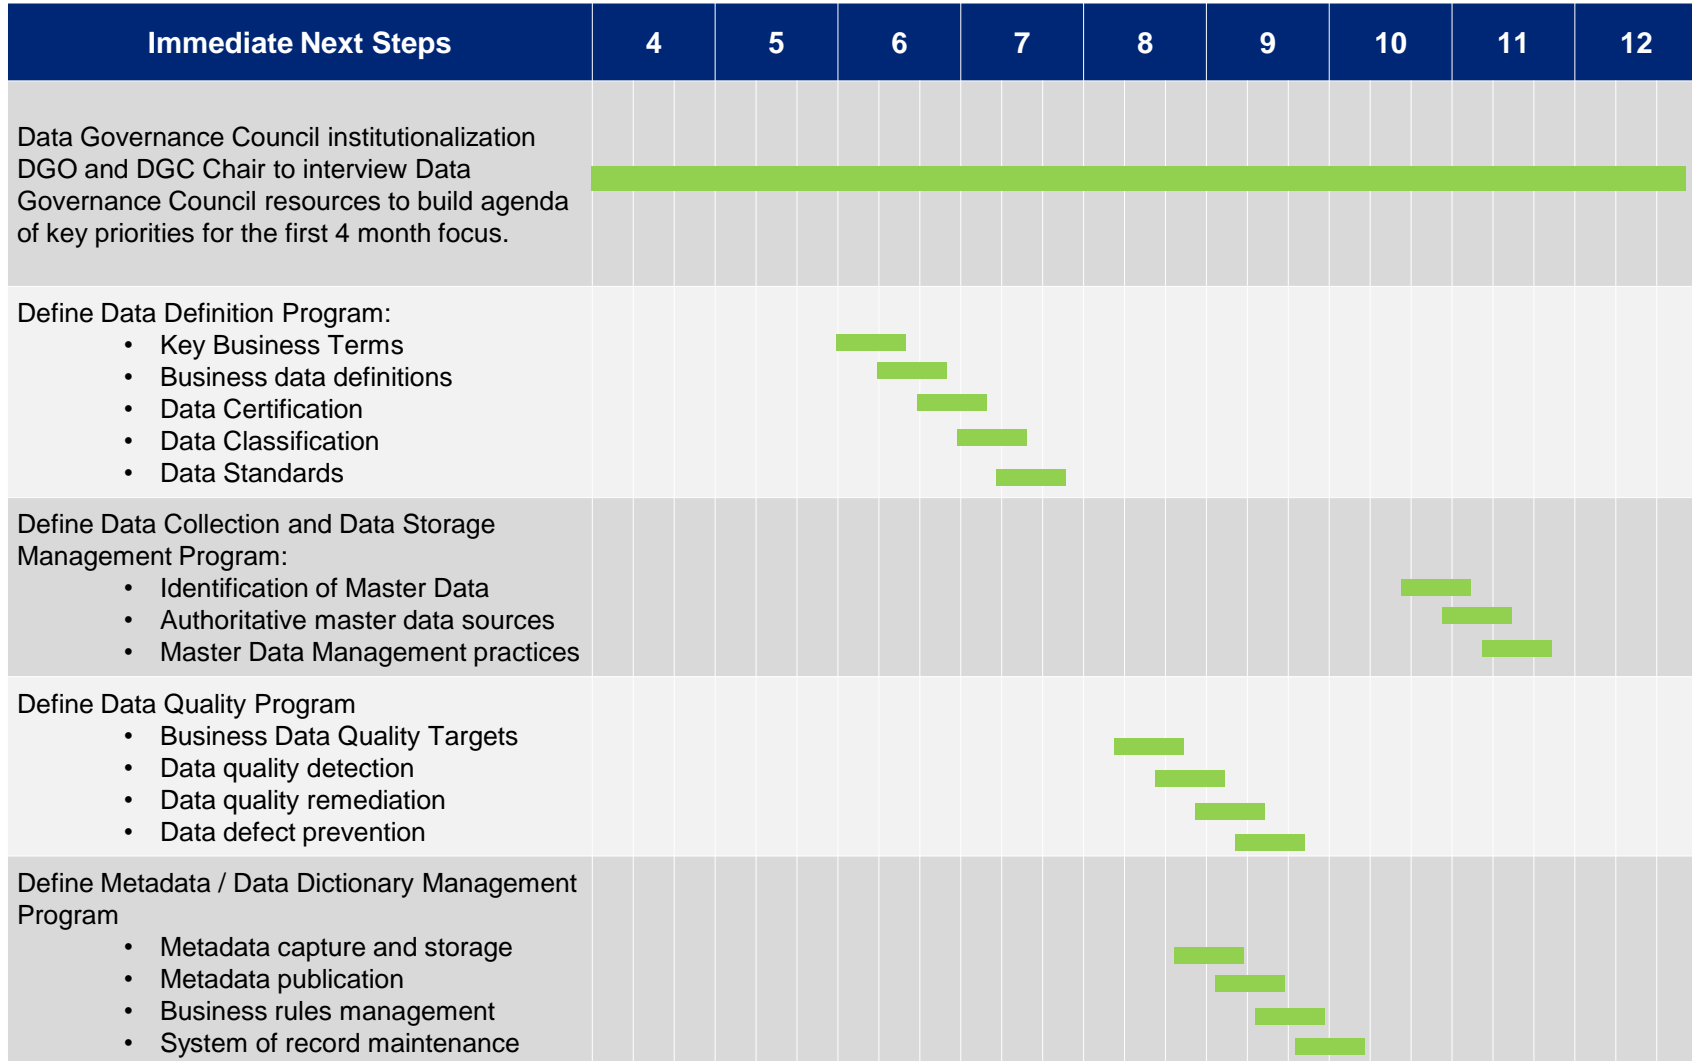 Immediate Next Steps 4 5 6 7 8 9 10 11 12
Data Governance Council institutionalization
DGO and DGC Chair to interview Data
Governance Council resources to build agenda
of key priorities for the first 4 month focus.
Define Data Definition Program:
• Key Business Terms
• Business data definitions
• Data Certification
• Data Classification
• Data Standards
Define Data Collection and Data Storage
Management Program:
• Identification of Master Data
• Authoritative master data sources
• Master Data Management practices
Define Data Quality Program
• Business Data Quality Targets
• Data quality detection
• Data quality remediation
• Data defect prevention
Define Metadata / Data Dictionary Management
Program
• Metadata capture and storage
• Metadata publication
• Business rules management
• System of record maintenance